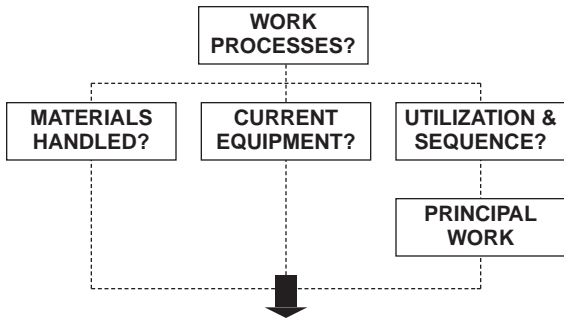 WORK
PROCESSES?
MATERIALS
HANDLED?
CURRENT
EQUIPMENT?
UTILIZATION &
SEQUENCE?
PRINCIPAL
WORK